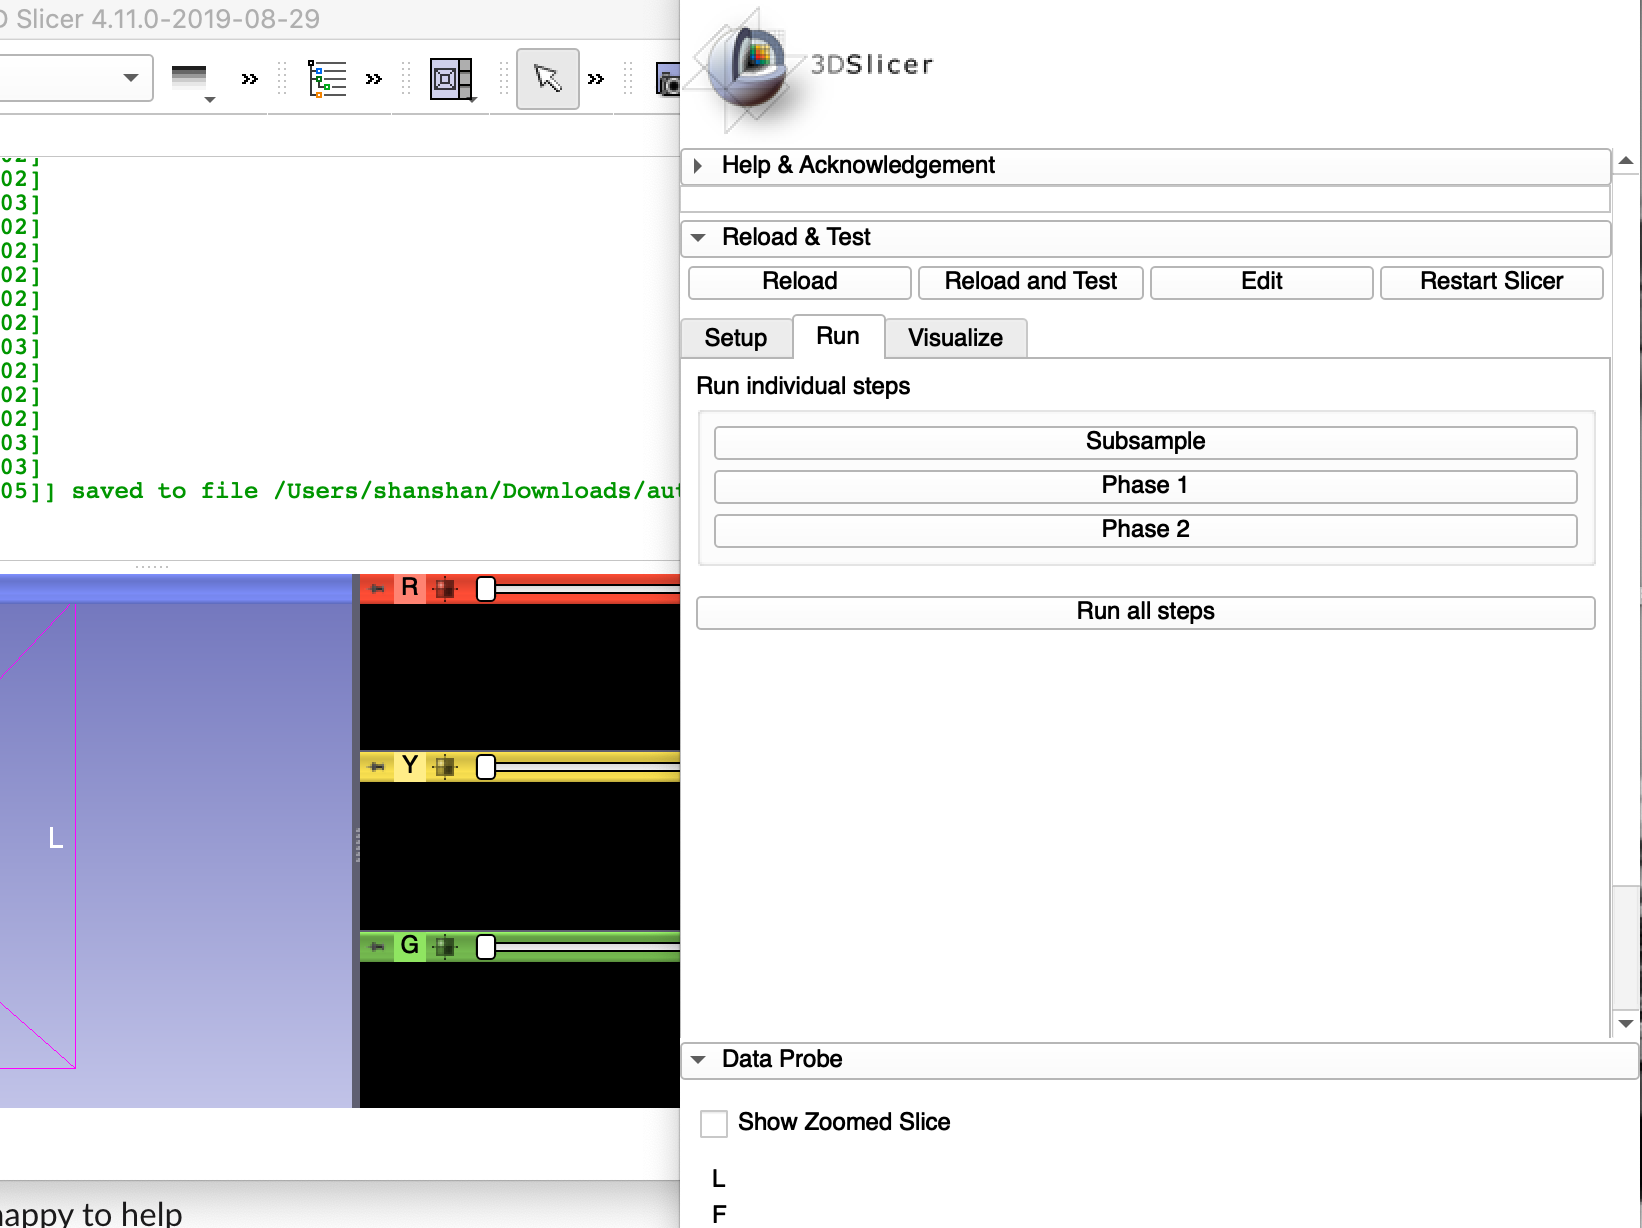 Slicer 4.11.0-2019-08-29
3DSlicer
Help & Acknowledgement
Reload & Test
Reload
Reload and Test
Edit
Restart Slicer
Setup
Run
Visualize
Run individual steps
Subsample
Phase 1
Phase 2
Run all steps
02]
03]
02]
02]
02]
02]
02]
03]
02]
02]
02]
03]
03]
05]] saved to file /Users/shanshan/Downloads/aut
R
Y
L
G
Data Probe
Show Zoomed Slice
L
F
happy to help